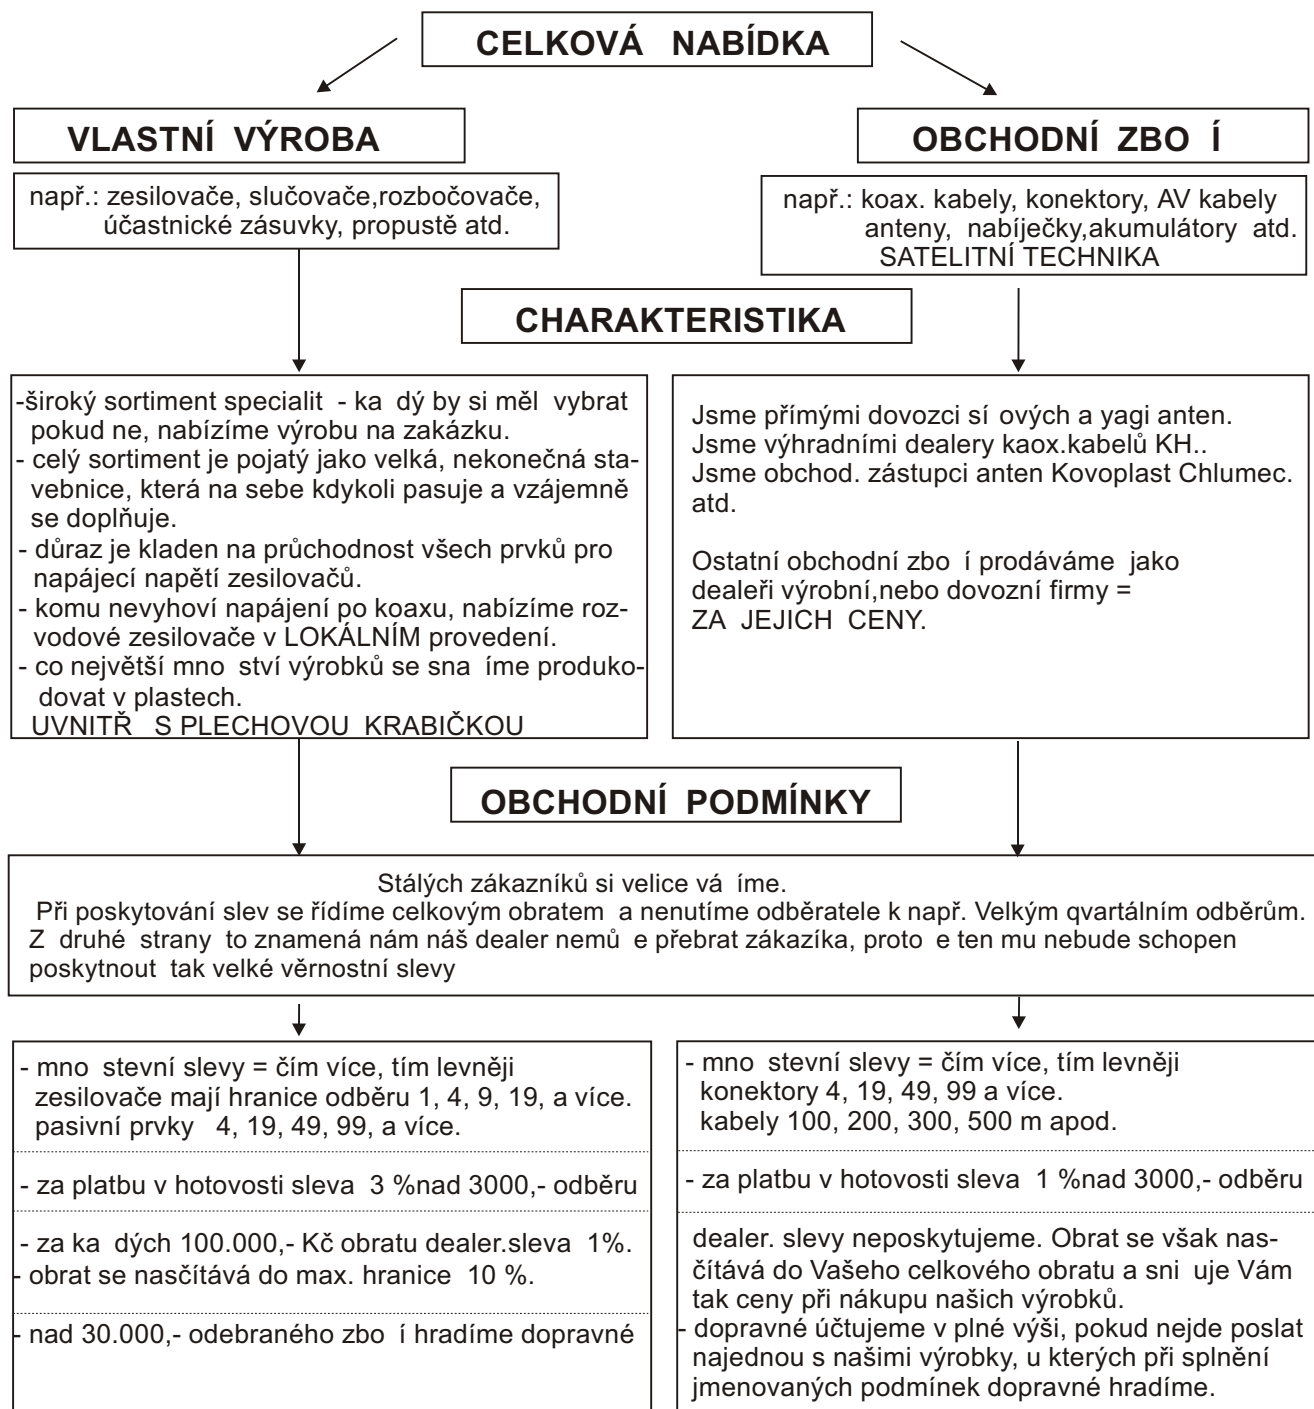 CELKOVÁ NABÍDKA
VLASTNÍ VÝROBA
např.: zesilovače, slučovače,rozbočovače,
účastnické zásuvky, propustě atd.
OBCHODNÍ ZBO Í
např.: koax. kabely, konektory, AV kabely
anteny, nabíječky,akumulátory atd.
SATELITNÍ TECHNIKA
CHARAKTERISTIKA
-široký sortiment specialit - ka dý by si měl vybrat
pokud ne, nabízíme výrobu na zakázku.
- celý sortiment je pojatý jako velká, nekonečná sta-
vebnice, která na sebe kdykoli pasuje a vzájemně
se doplňuje.
- důraz je kladen na průchodnost všech prvků pro
napájecí napětí zesilovačů.
- komu nevyhoví napájení po koaxu, nabízíme roz-
vodové zesilovače v LOKÁLNÍM provedení.
- co největší mno ství výrobků se sna íme produko-
dovat v plastech.
UVNITŘ S PLECHOVOU KRABIČKOU
Jsme přímými dovozci sí ových a yagi anten.
Jsme výhradními dealery kaox.kabelů KH..
Jsme obchod. zástupci anten Kovoplast Chlumec.
atd.
Ostatní obchodní zbo í prodáváme jako
dealeři výrobní,nebo dovozní firmy =
ZA JEJICH CENY.
OBCHODNÍ PODMÍNKY
Stálých zákazníků si velice vá íme.
Při poskytování slev se řídíme celkovým obratem a nenutíme odběratele k např. Velkým qvartálním odběrům.
Z druhé strany to znamená nám náš dealer nemů e přebrat zákazíka, proto e ten mu nebude schopen
poskytnout tak velké věrnostní slevy
- mno stevní slevy = čím více, tím levněji
zesilovače mají hranice odběru 1, 4, 9, 19, a více.
pasivní prvky 4, 19, 49, 99, a více.
- za platbu v hotovosti sleva 3 %nad 3000,- odběru
- za ka dých 100.000,- Kč obratu dealer.sleva 1%.
- obrat se nasčítává do max. hranice 10 %.
- nad 30.000,- odebraného zbo í hradíme dopravné
- mno stevní slevy = čím více, tím levněji
konektory 4, 19, 49, 99 a více.
kabely 100, 200, 300, 500 m apod.
- za platbu v hotovosti sleva 1 %nad 3000,- odběru
dealer. slevy neposkytujeme. Obrat se však nas-
čítává do Vašeho celkového obratu a sni uje Vám
tak ceny při nákupu našich výrobků.
- dopravné účtujeme v plné výši, pokud nejde poslat
najednou s našimi výrobky, u kterých při splnění
jmenovaných podmínek dopravné hradíme.